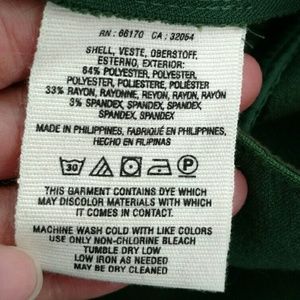 RN: 66170 CA: 32054
SHELL, VESTE, OBERSTOFF,
ESTERNO, EXTERIOR:
64% POLYESTER, POLYESTER,
POLYESTER, POLIESTERE, POLIÉSTER
33% RAYON, RAYONNE, REYON, RAYON, RAYÓN
3% SPANDEX, SPANDEX, SPANDEX
SPANDEX, SPANDEX
MADE IN PHILIPPINES, FABRIQUÉ EN PHILIPPINES,
HECHO EN FILIPINAS
30 P
THIS GARMENT CONTAINS DYE WHICH
MAY DISCOLOR MATERIALS WITH WHICH
IT COMES IN CONTACT.
MACHINE WASH COLD WITH LIKE COLORS
USE ONLY NON-CHLORINE BLEACH
TUMBLE DRY LOW
LOW IRON AS NEEDED
MAY BE DRY CLEANED